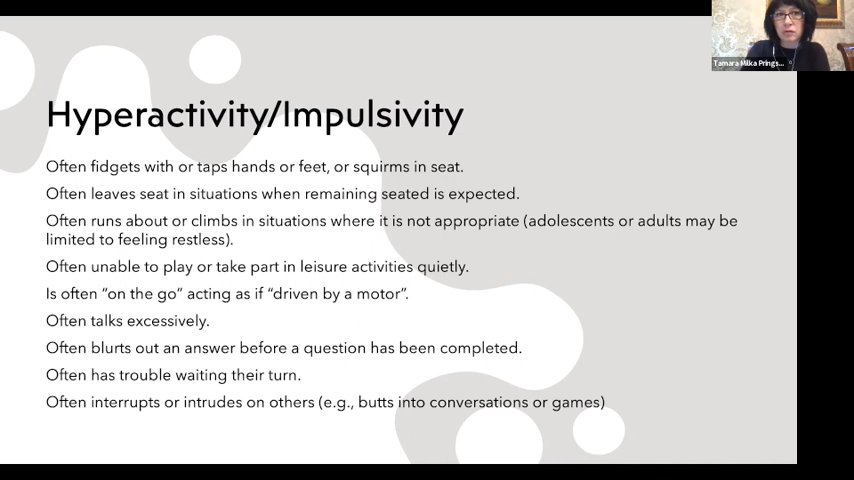 Tamara Milka Prings...
Hyperactivity/Impulsivity
Often fidgets with or taps hands or feet, or squirms in seat.
Often leaves seat in situations when remaining seated is expected.
Often runs about or climbs in situations where it is not appropriate (adolescents or adults may be
limited to feeling restless).
Often unable to play or take part in leisure activities quietly.
Is often “on the go” acting as if “driven by a motor”.
Often talks excessively.
Often blurts out an answer before a question has been completed.
Often has trouble waiting their turn.
Often interrupts or intrudes on others (e.g., butts into conversations or games)